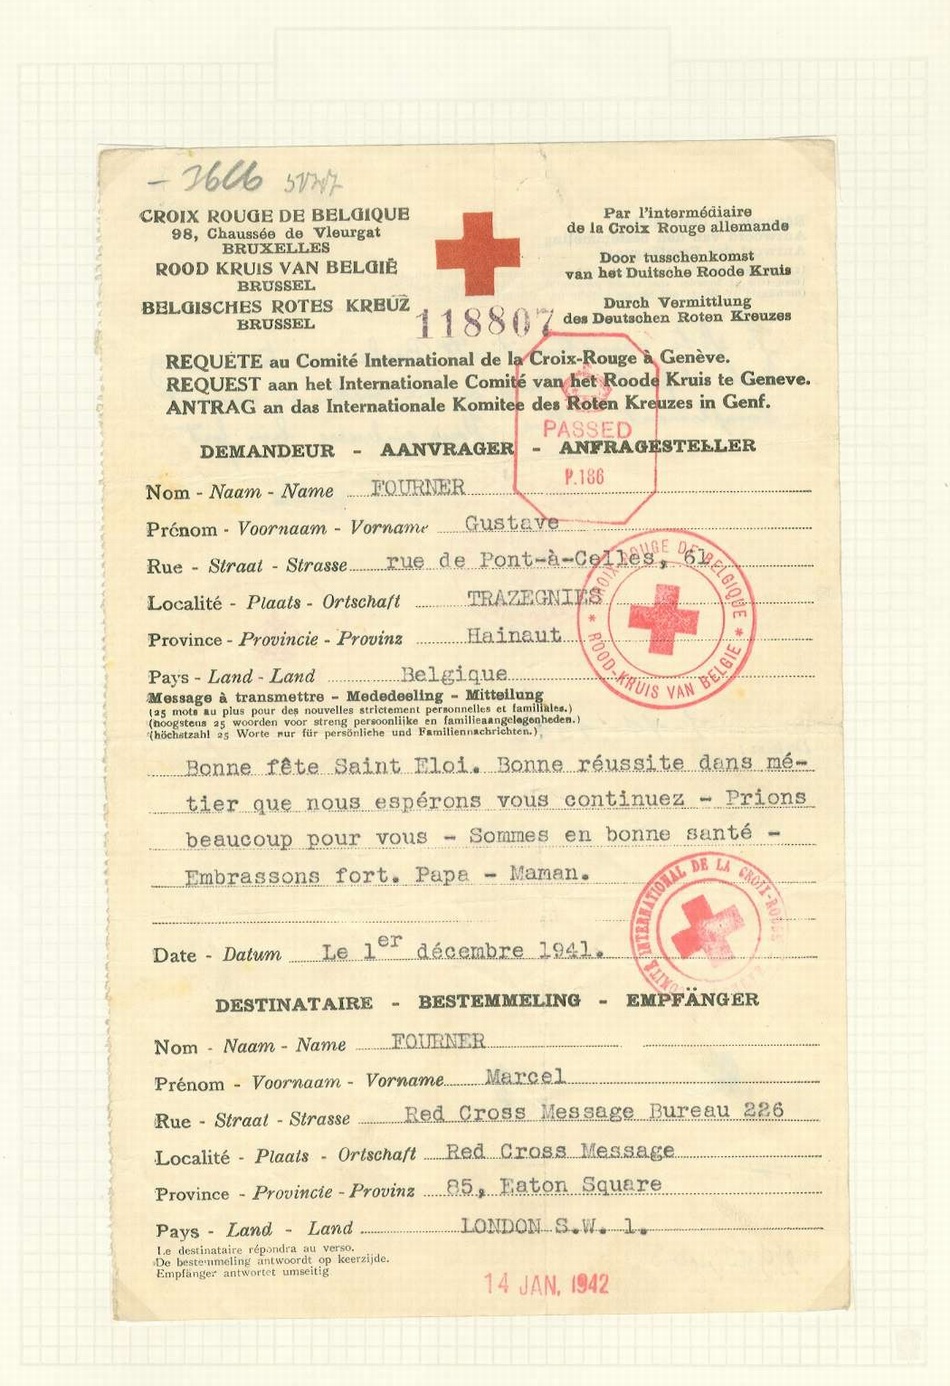 - 3666
CROIX ROUGE DE BELGIQUE
98, Chaussée de Vleurgat
BRUXELLES
ROOD KRUIS VAN BELGIË
BRUSSEL
BELGISCHES ROTES KREUZ
BRUSSEL
118807
Par l'intermédiaire
de la Croix Rouge allemande
Door tusschenkomst
van het Duitsche Roode Kruis
Durch Vermittlung
des Deutschen Roten Kreuzes
REQUÊTE au Comité International de la Croix-Rouge à Genève.
REQUEST aan het Internationale Comité van het Roode Kruis te Geneve.
ANTRAG an das Internationale Komitee des Roten Kreuzes in Genf.
PASSED
P.186
DEMANDEUR - AANVRAGER - ANFRAGESTELLER
Nom - Naam - Name FOURNER
Prénom - Voornaam - Vorname Gustave
Rue - Straat - Strasse rue de Pont-à-Celles, 61
Localité - Plaats - Ortschaft TRAZEGNIES
Province - Provincie - Provinz Hainaut
Pays - Land - Land Belgique
CROIX ROUGE DE BELGIQUE * ROOD KRUIS VAN BELGIE *
Message à transmettre - Mededeeling - Mitteilung
(25 mots au plus pour des nouvelles strictement personnelles et familiales.)
(hoogstens 25 woorden voor streng persoonlijke en familieaangelegenheden.)
(höchstzahl 25 Worte nur für persönliche und Familiennachrichten.)
Bonne fête Saint Eloi. Bonne réussite dans mé-
tier que nous espérons vous continuez - Prions
beaucoup pour vous - Sommes en bonne santé -
Embrassons fort. Papa - Maman.
COMITÉ INTERNATIONAL DE LA CROIX-ROUGE
Date - Datum Le 1er décembre 1941.
DESTINATAIRE - BESTEMMELING - EMPFÄNGER
Nom - Naam - Name FOURNER
Prénom - Voornaam - Vorname Marcel
Rue - Straat - Strasse Red Cross Message Bureau 226
Localité - Plaats - Ortschaft Red Cross Message
Province - Provincie - Provinz 85, Eaton Square
Pays - Land - Land LONDON S.W. 1.
Le destinataire répondra au verso.
De bestemmeling antwoordt op keerzijde.
Empfänger antwortet umseitig
14 JAN. 1942